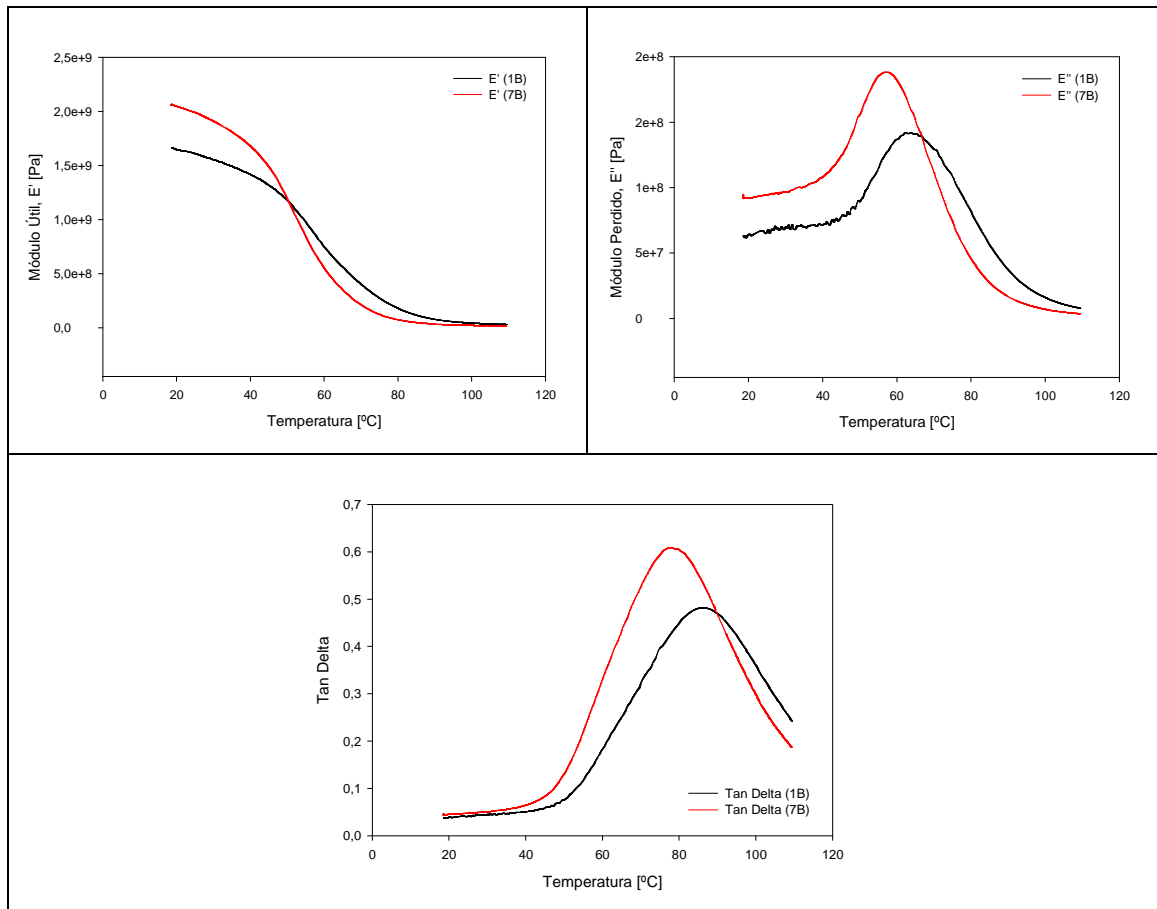 2,5e+9
2,0e+9
1,5e+9
1,0e+9
5,0e+8
0,0
Módulo Útil, E' [Pa]
E' (1B)
E' (7B)
0 20 40 60 80 100 120
Temperatura [ºC]
2e+8
2e+8
1e+8
5e+7
0
Módulo Perdido, E'' [Pa]
E'' (1B)
E'' (7B)
0 20 40 60 80 100 120
Temperatura [ºC]
0,7
0,6
0,5
0,4
0,3
0,2
0,1
0,0
Tan Delta
Tan Delta (1B)
Tan Delta (7B)
0 20 40 60 80 100 120
Temperatura [ºC]